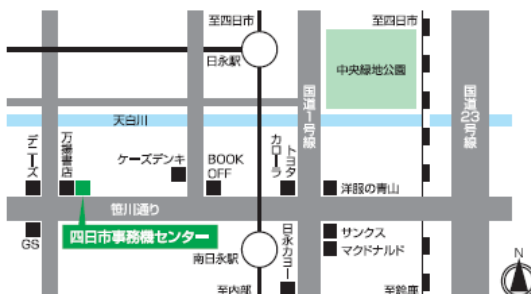 至四日市
至四日市
日永駅
中央緑地公園
国道1号線
国道23号線
天白川
デニーズ
万揚書店
ケーズデンキ
BOOK
OFF
トヨタ
カローラ
洋服の青山
笹川通り
GS
四日市事務機センター
南日永駅
日永カヨー
サンクス
マクドナルド
至内部
至鈴鹿
N